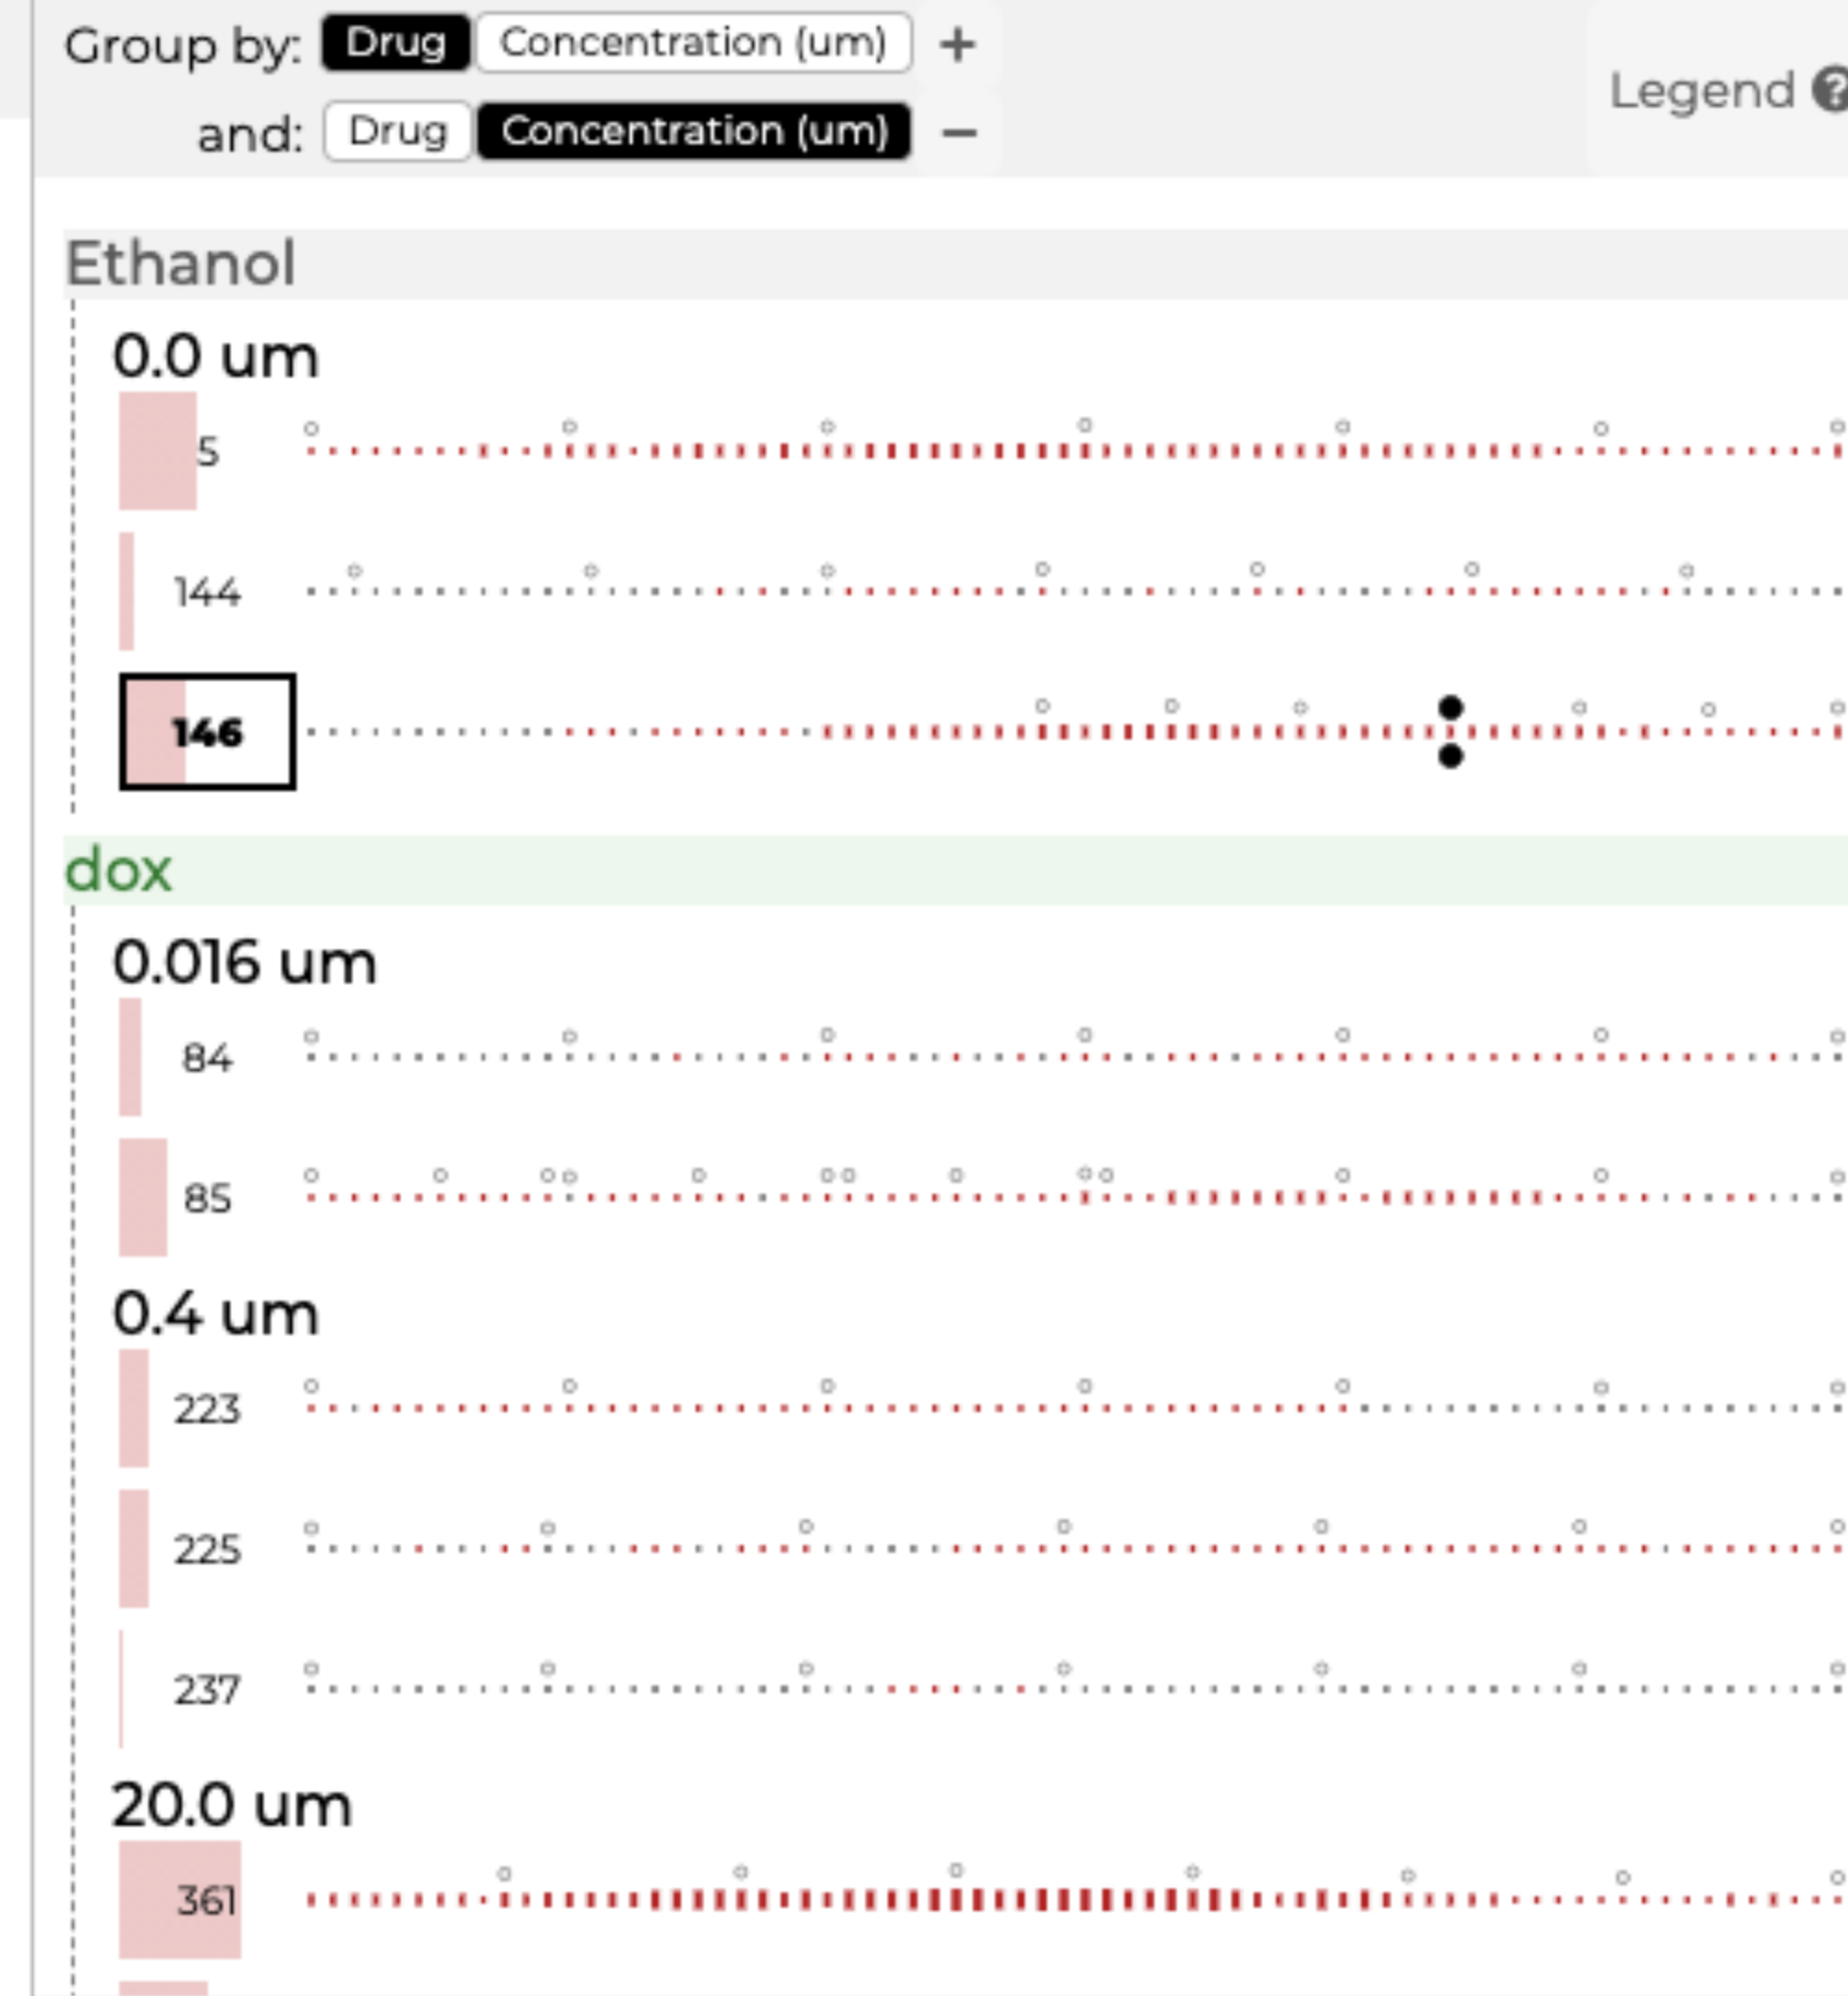 Group by: Drug Concentration (um) +
and: Drug Concentration (um) −
Legend ?
Ethanol
0.0 um
5
144
146
dox
0.016 um
84
85
0.4 um
223
225
237
20.0 um
361